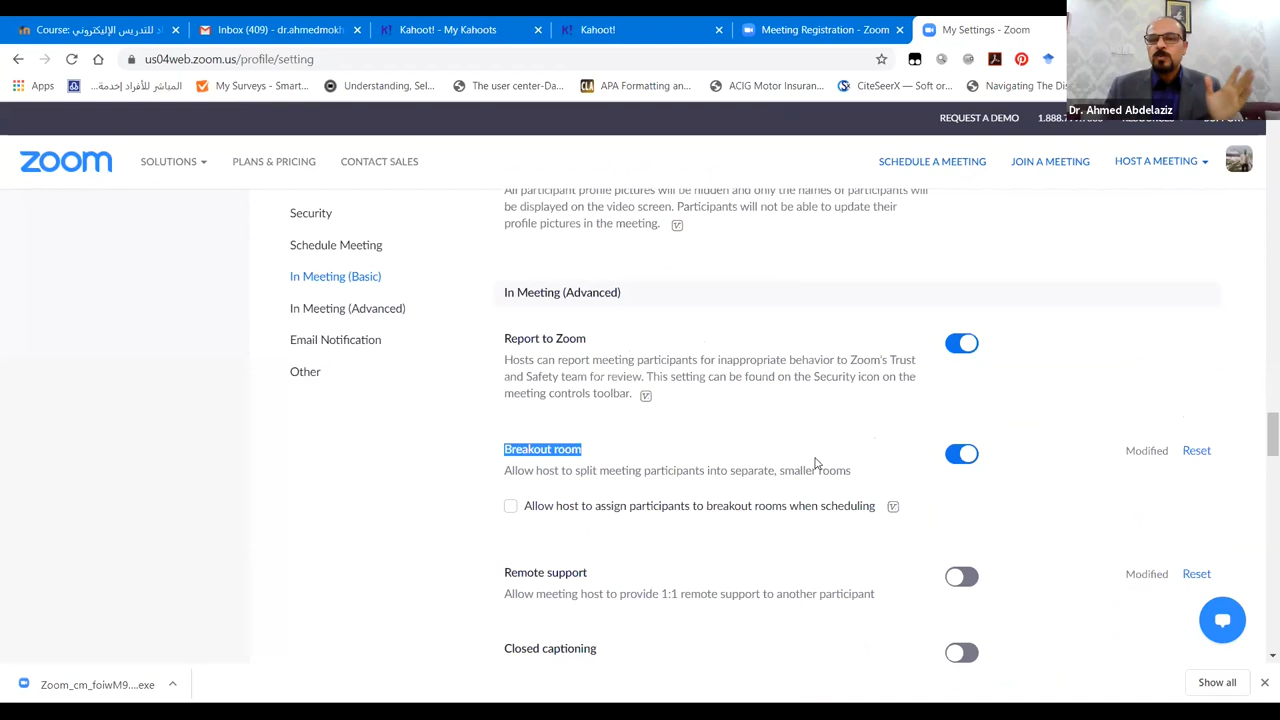 Course: د للتدريس الإليكتروني
Inbox (409) - dr.ahmedmokh
Kahoot! - My Kahoots
Kahoot!
Meeting Registration - Zoom
My Settings - Zoom
us04web.zoom.us/profile/setting
Apps
المباشر للأفراد |خدمة...
My Surveys - Smart...
Understanding, Sel...
The user center-Da...
APA Formatting an...
ACIG Motor Insuran...
CiteSeerX — Soft or...
Navigating The Di
Dr. Ahmed Abdelaziz
REQUEST A DEMO
zoom
SOLUTIONS
PLANS & PRICING
CONTACT SALES
SCHEDULE A MEETING
JOIN A MEETING
HOST A MEETING
Security
Schedule Meeting
In Meeting (Basic)
In Meeting (Advanced)
Email Notification
Other
All participant profile pictures will be hidden and only the names of participants will
be displayed on the video screen. Participants will not be able to update their
profile pictures in the meeting.
In Meeting (Advanced)
Report to Zoom
Hosts can report meeting participants for inappropriate behavior to Zoom's Trust
and Safety team for review. This setting can be found on the Security icon on the
meeting controls toolbar.
Breakout room
Modified Reset
Allow host to split meeting participants into separate, smaller rooms
Allow host to assign participants to breakout rooms when scheduling
Remote support
Modified Reset
Allow meeting host to provide 1:1 remote support to another participant
Closed captioning
Zoom_cm_foiwM9....exe
Show all